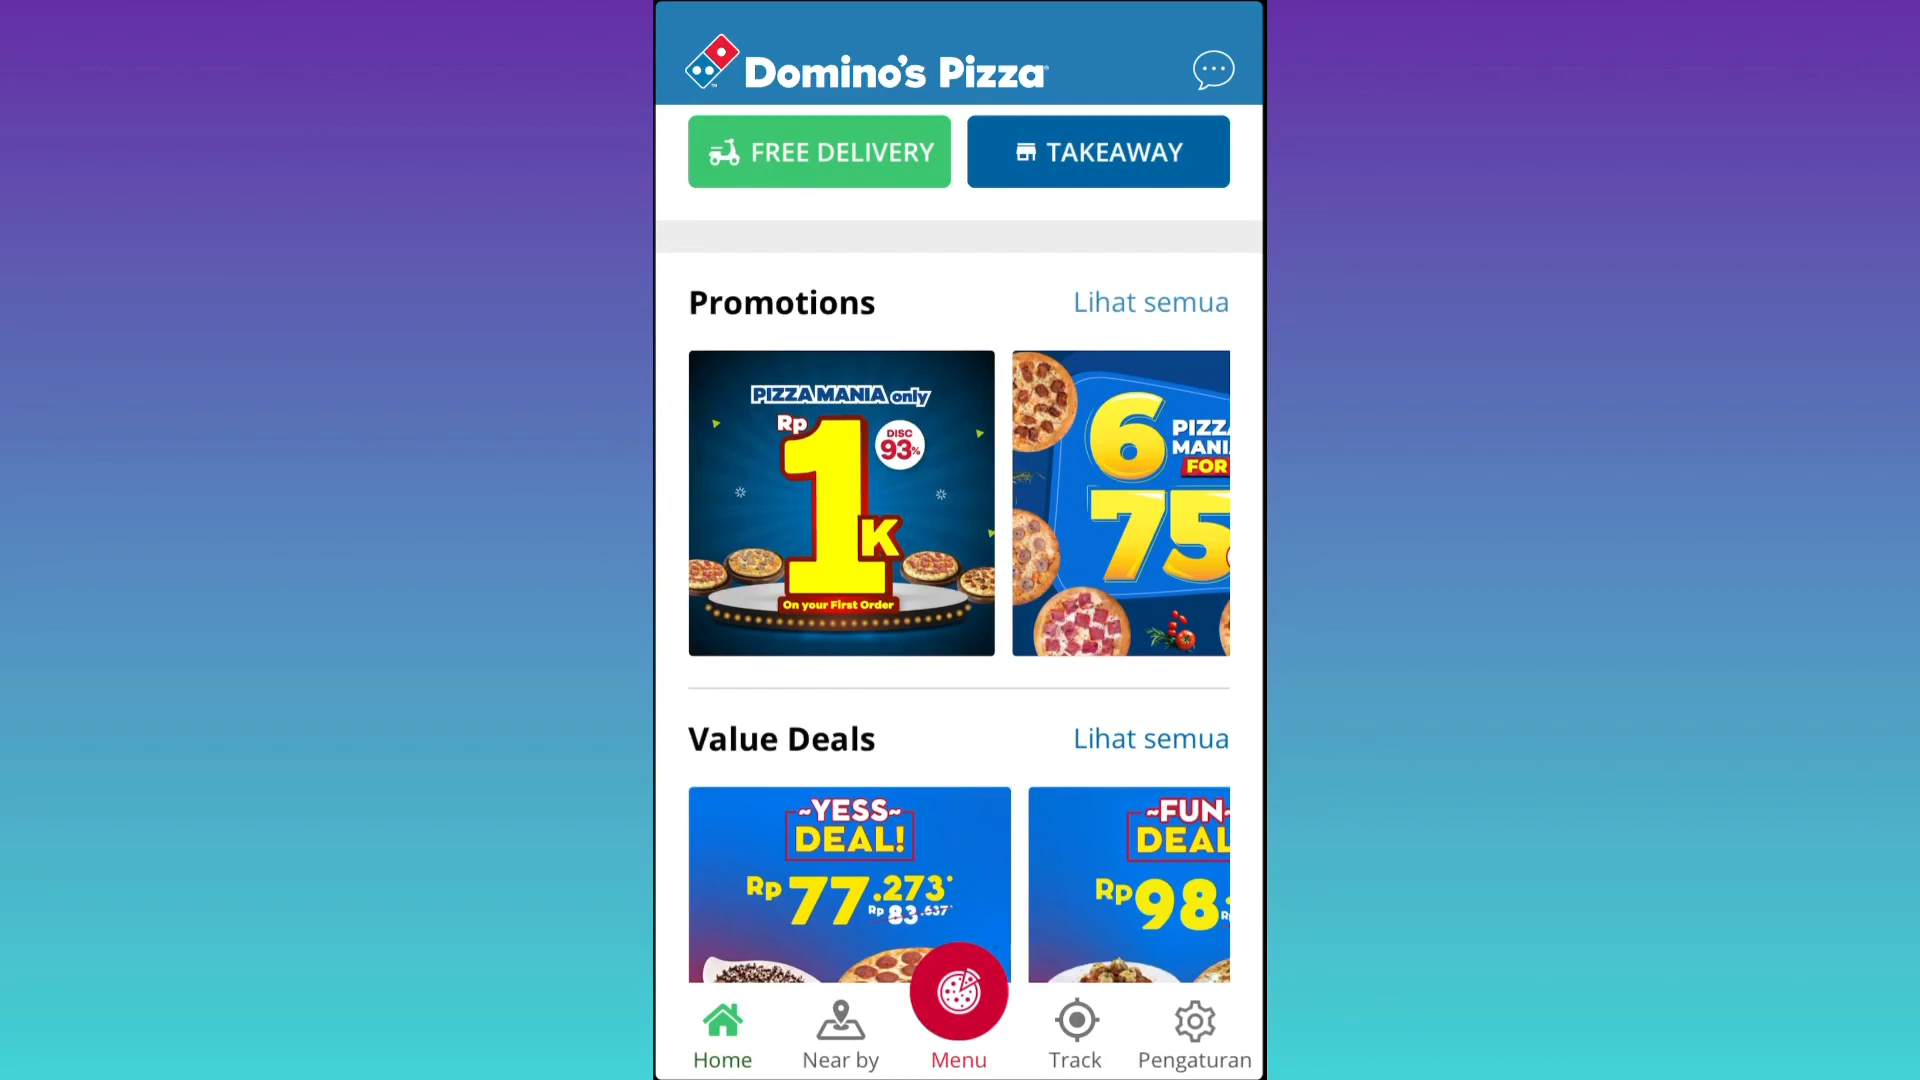 Domino's Pizza
FREE DELIVERY
TAKEAWAY
Promotions
Lihat semua
PIZZA MANIA only
Rp 1K
DISC
93%
On your First Order
6 PIZZA
MANI
FOR
75
Value Deals
Lihat semua
~YESS~
DEAL!
Rp 77.273*
Rp 83.637*
~FUN~
DEAL
Rp 98.
Home
Near by
Menu
Track
Pengaturan